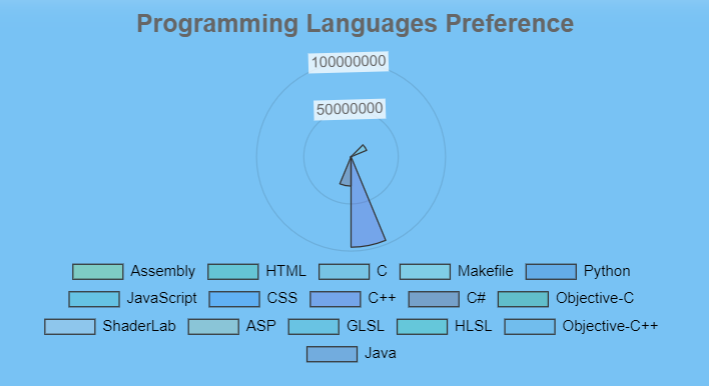 Programming Languages Preference
100000000
50000000
Assembly HTML C Makefile Python
JavaScript CSS C++ C# Objective-C
ShaderLab ASP GLSL HLSL Objective-C++
Java